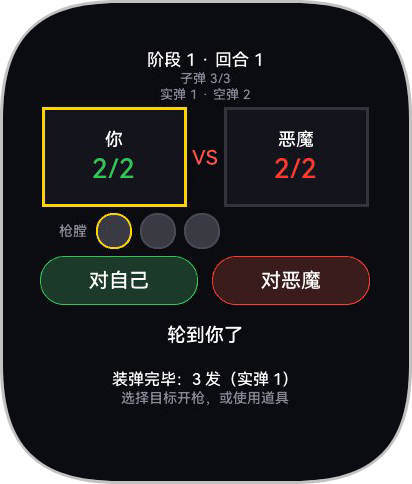 阶段 1 · 回合 1
子弹 3/3
实弹 1 · 空弹 2
你
2/2
VS
恶魔
2/2
枪膛
对自己
对恶魔
轮到你了
装弹完毕：3 发（实弹 1）
选择目标开枪，或使用道具